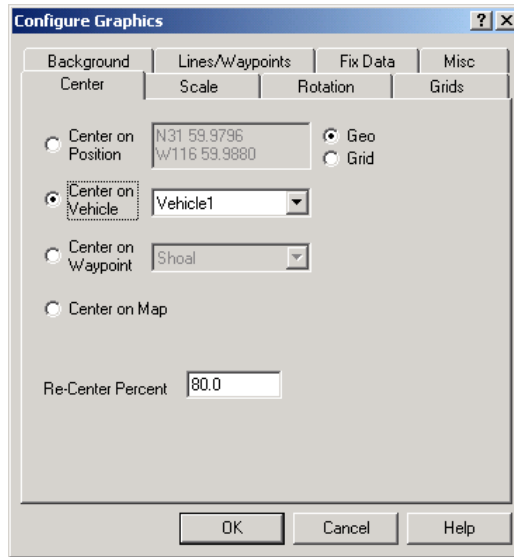 Configure Graphics
Background Lines/Waypoints Fix Data Misc
Center Scale Rotation Grids
Center on
Position
N31 59.9796
W116 59.9880
Geo
Grid
Center on
Vehicle
Vehicle1
Center on
Waypoint
Shoal
Center on Map
Re-Center Percent 80.0
OK Cancel Help